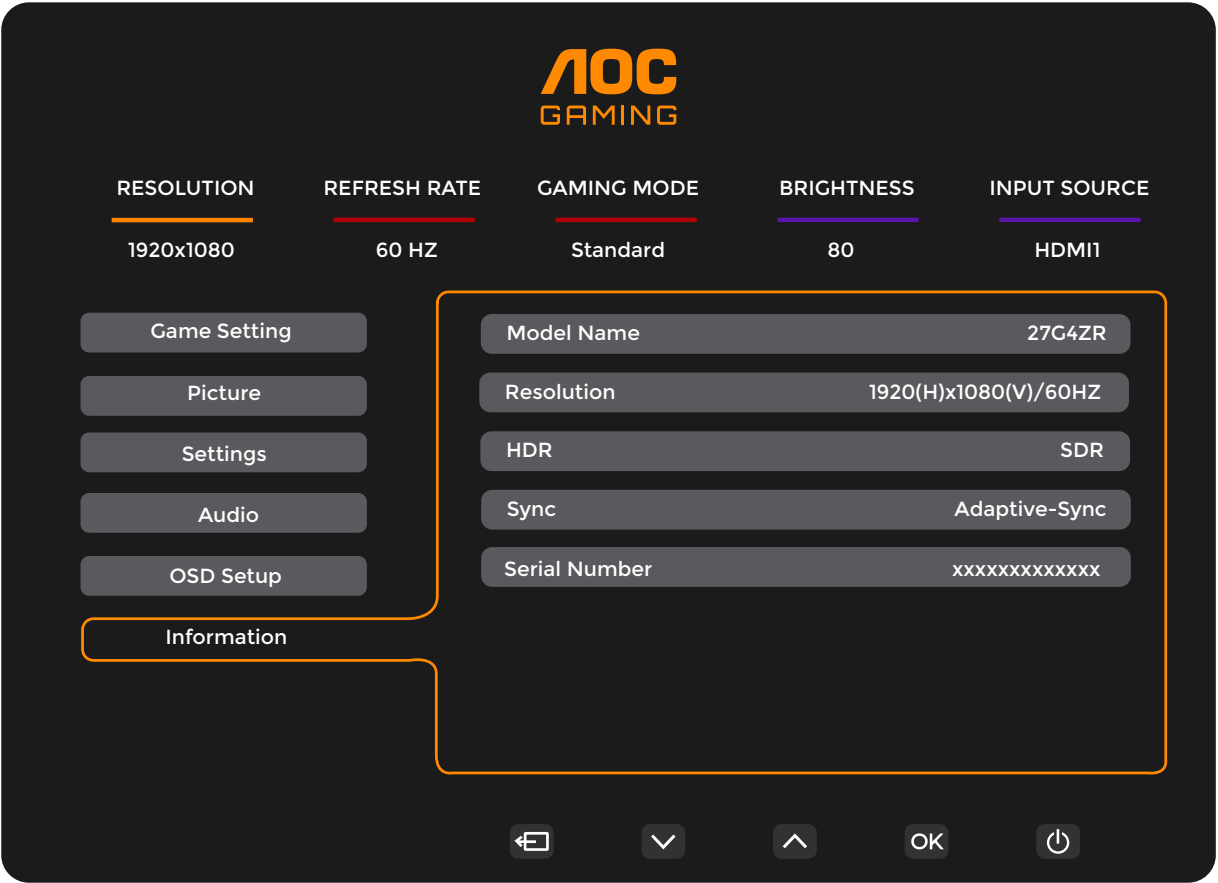 AOC
GAMING
RESOLUTION REFRESH RATE GAMING MODE BRIGHTNESS INPUT SOURCE
1920x1080 60 HZ Standard 80 HDMI1
Game Setting
Picture
Settings
Audio
OSD Setup
Information
Model Name 27G4ZR
Resolution 1920(H)x1080(V)/60HZ
HDR SDR
Sync Adaptive-Sync
Serial Number xxxxxxxxxxxxx
OK